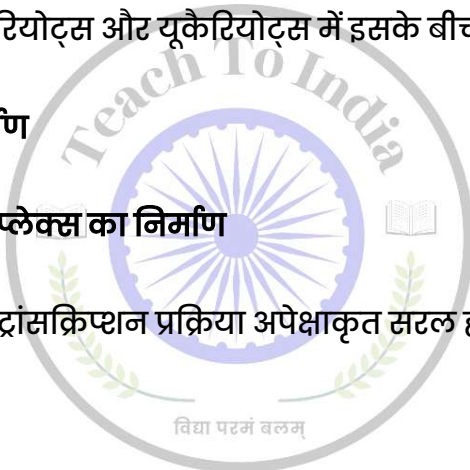 रियोट्स और यूकैरियोट्स में इसके बीच
Teach To India
प्लेक्स का निर्माण
ट्रांसक्रिप्शन प्रक्रिया अपेक्षाकृत सरल
विद्या परमं बलम्